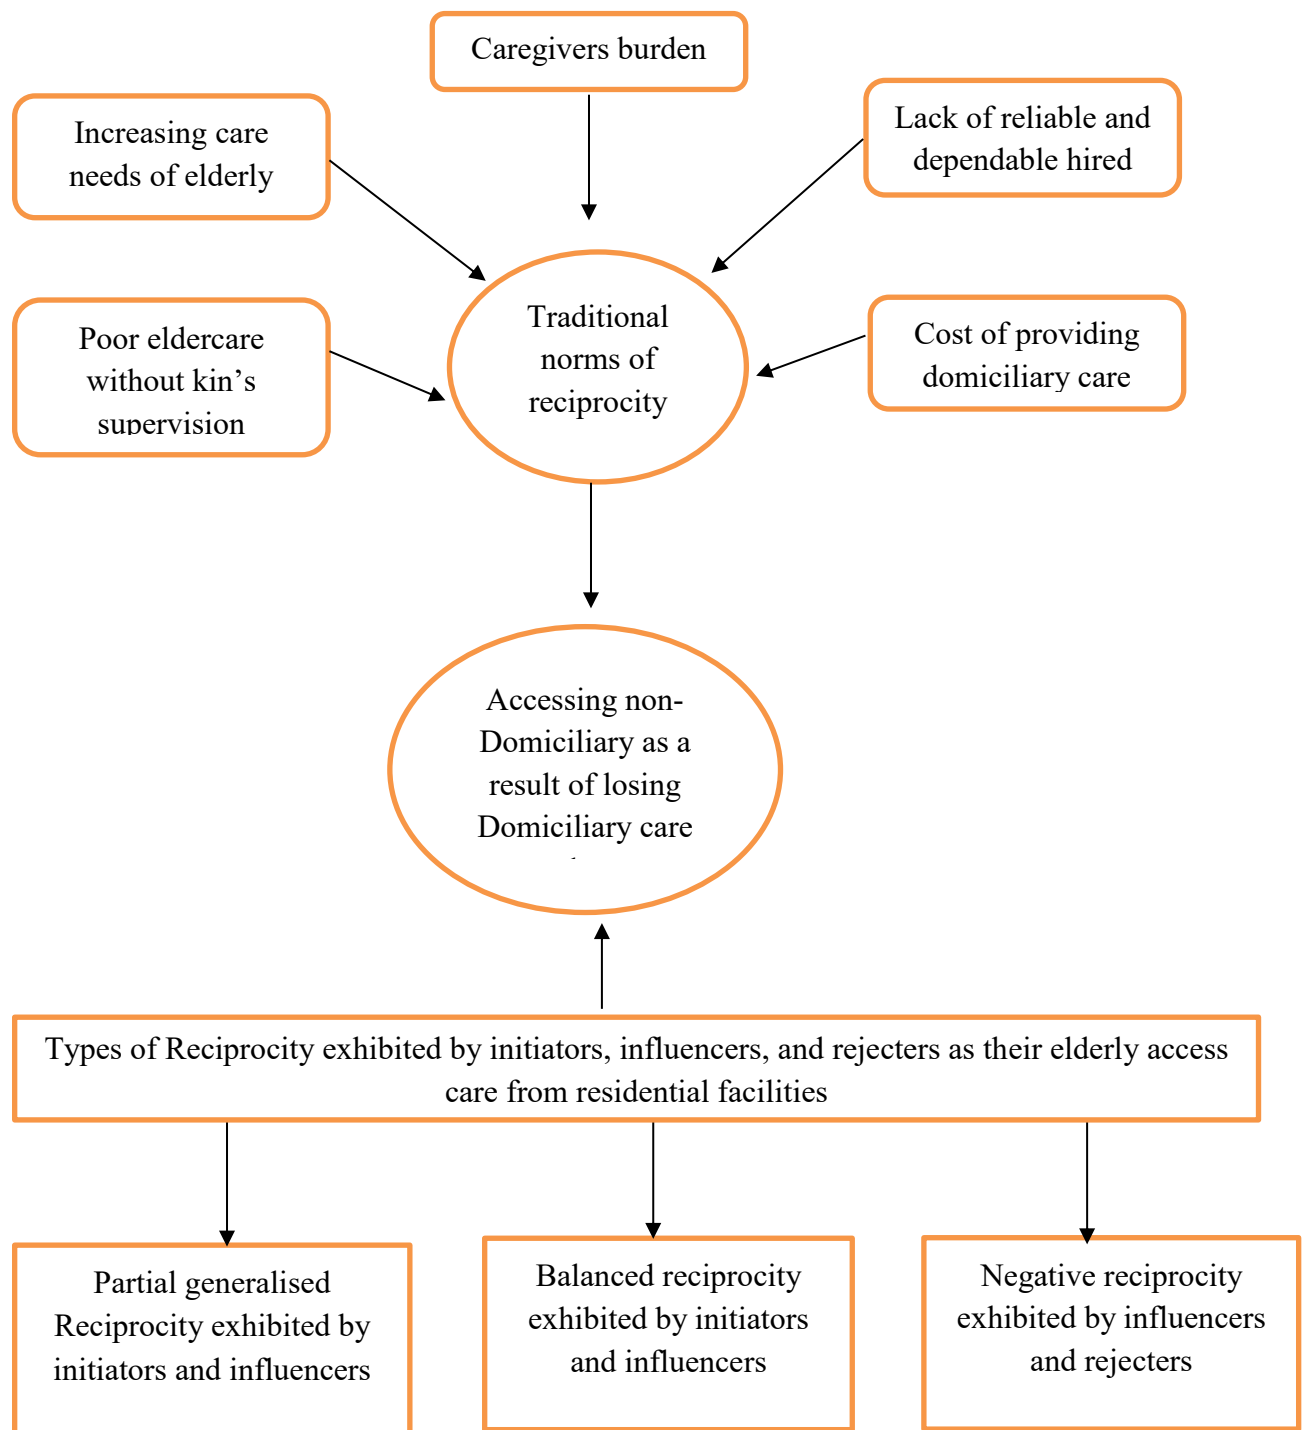 Caregivers burden
Increasing care
needs of elderly
Lack of reliable and
dependable hired
Poor eldercare
without kin’s
supervision
Traditional
norms of
reciprocity
Cost of providing
domiciliary care
Accessing non-
Domiciliary as a
result of losing
Domiciliary care
Types of Reciprocity exhibited by initiators, influencers, and rejecters as their elderly access
care from residential facilities
Partial generalised
Reciprocity exhibited by
initiators and influencers
Balanced reciprocity
exhibited by initiators
and influencers
Negative reciprocity
exhibited by influencers
and rejecters